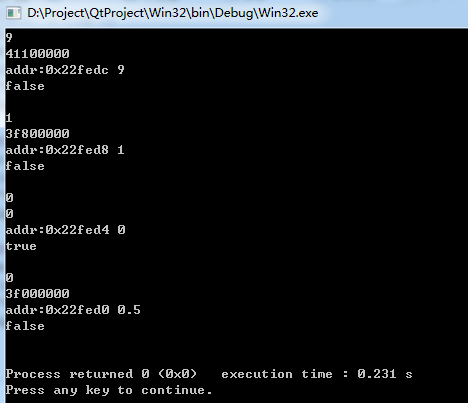 D:\Project\QtProject\Win32\bin\Debug\Win32.exe
9
41100000
addr:0x22fedc 9
false
1
3f800000
addr:0x22fed8 1
false
0
0
addr:0x22fed4 0
true
0
3f000000
addr:0x22fed0 0.5
false
Process returned 0 (0x0)   execution time : 0.231 s
Press any key to continue.